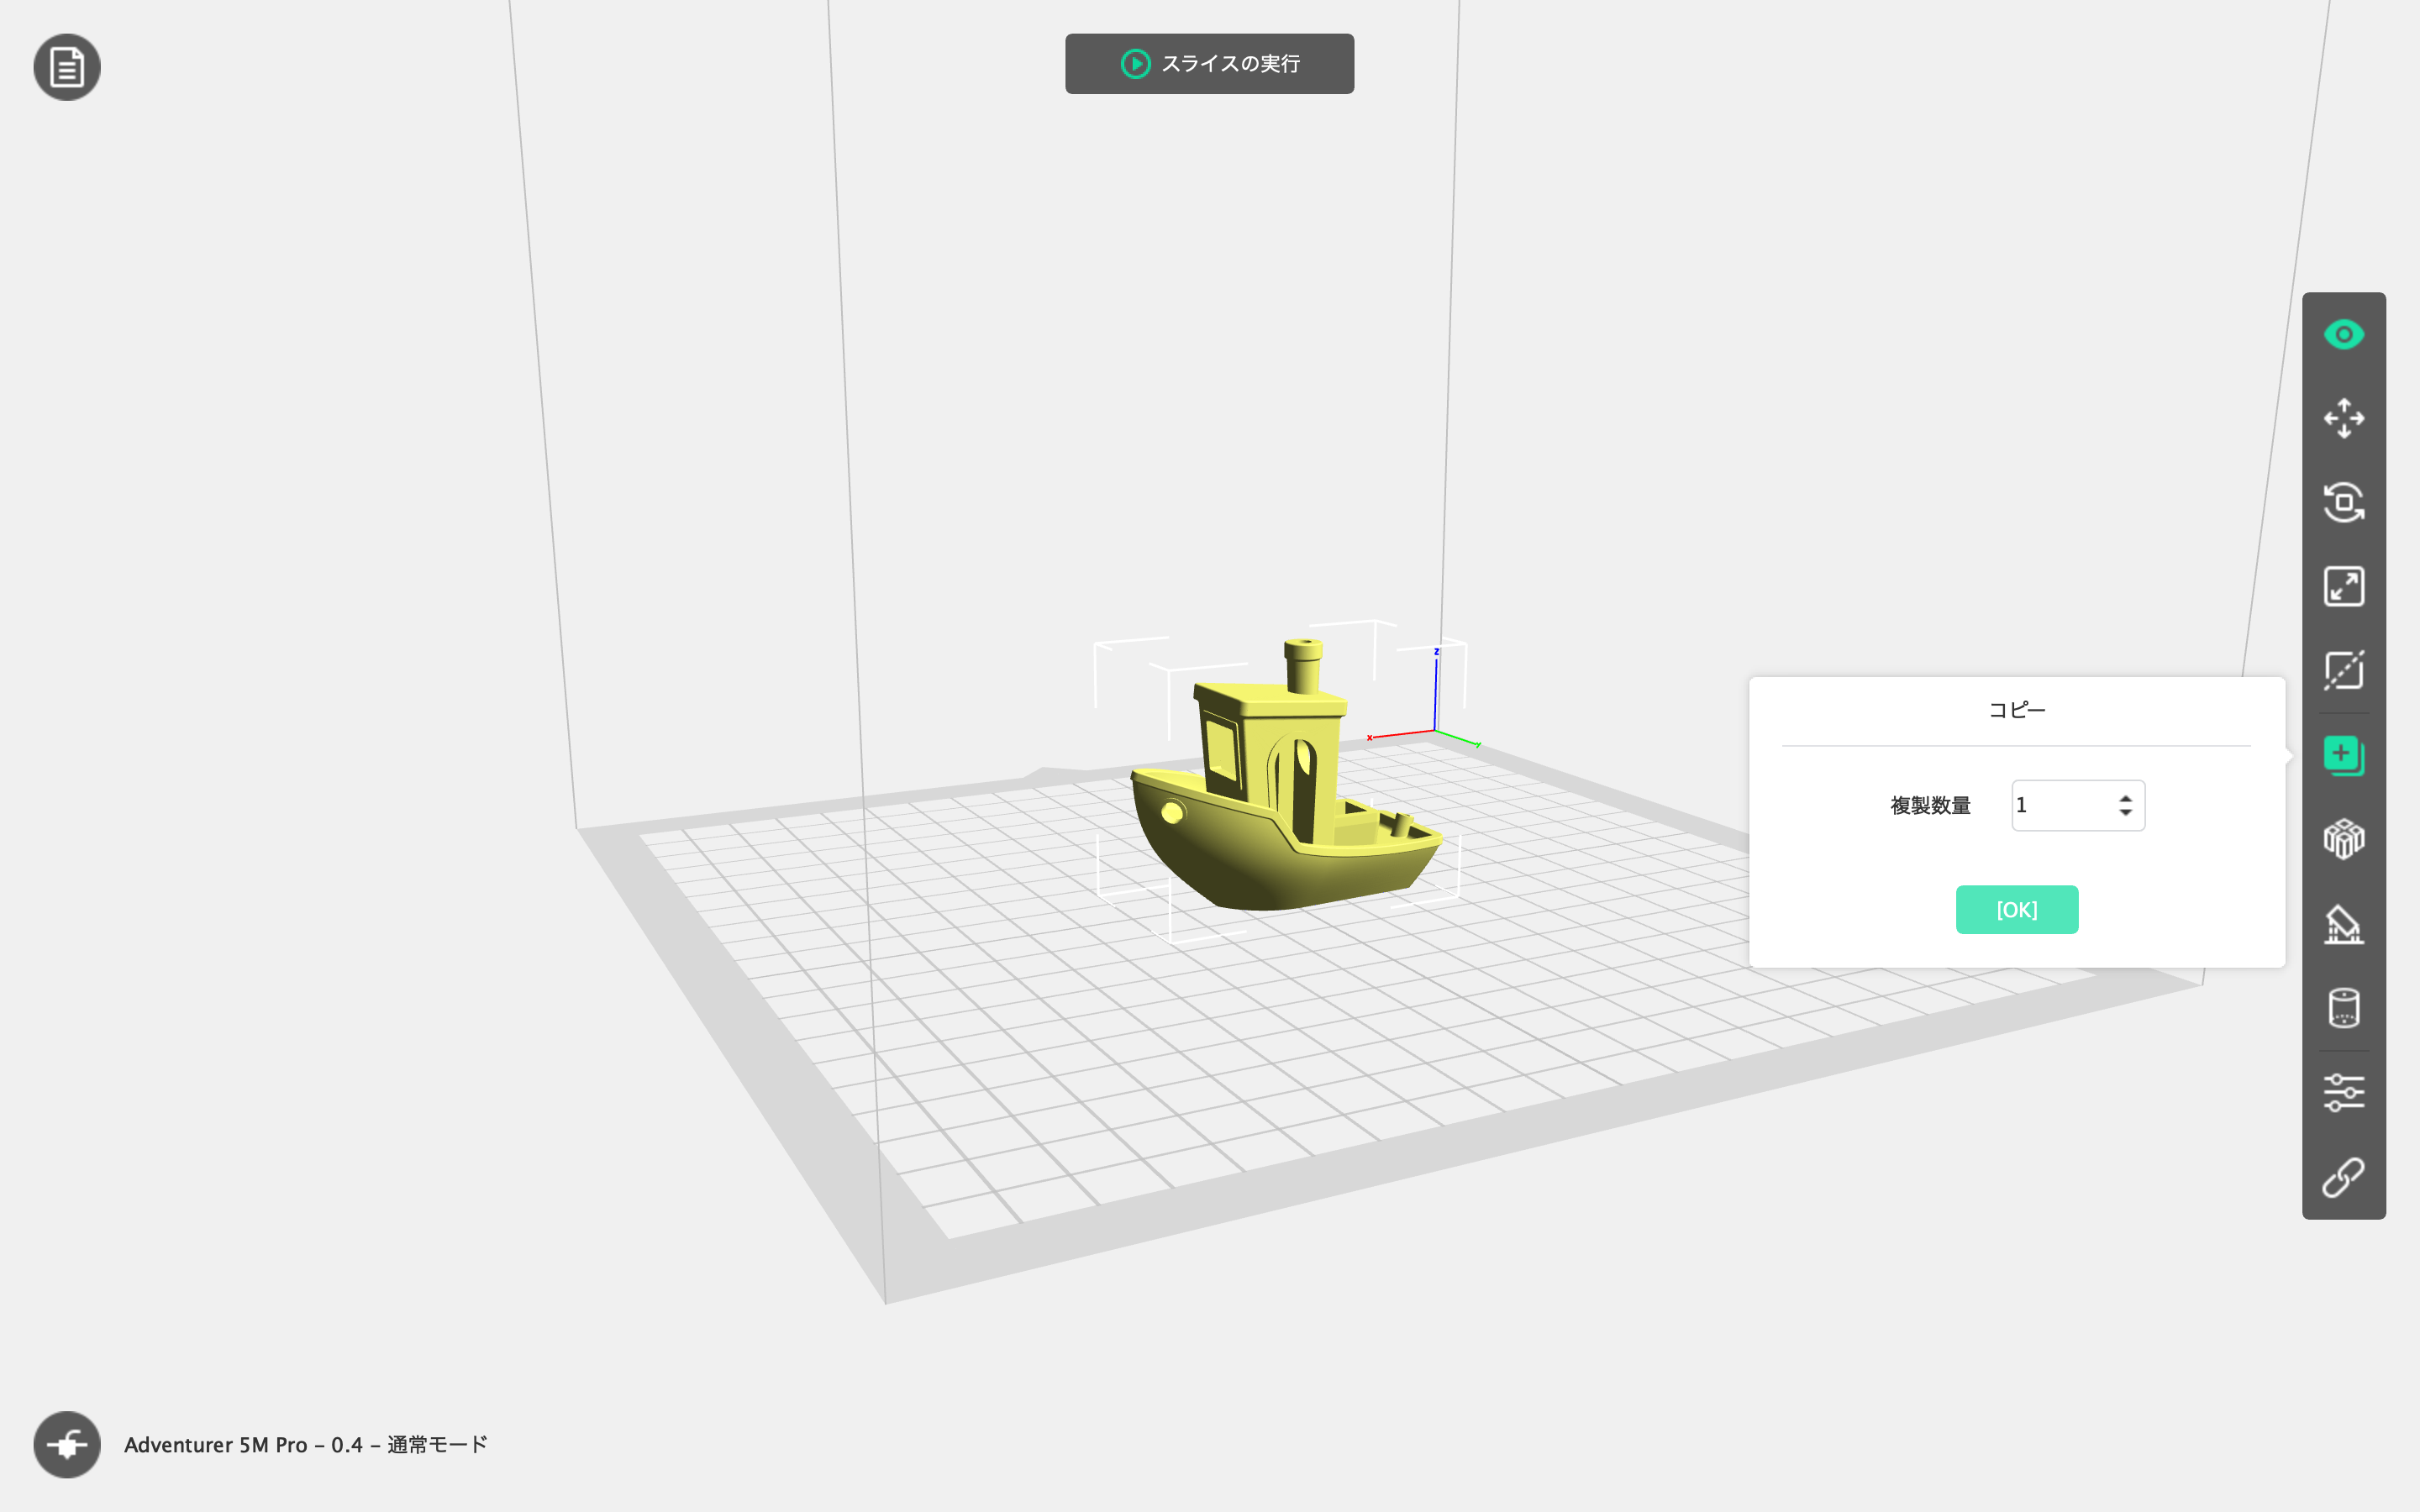 スライスの実行
z
x
y
コピー
複製数量
1
[OK]
Adventurer 5M Pro – 0.4 – 通常モード